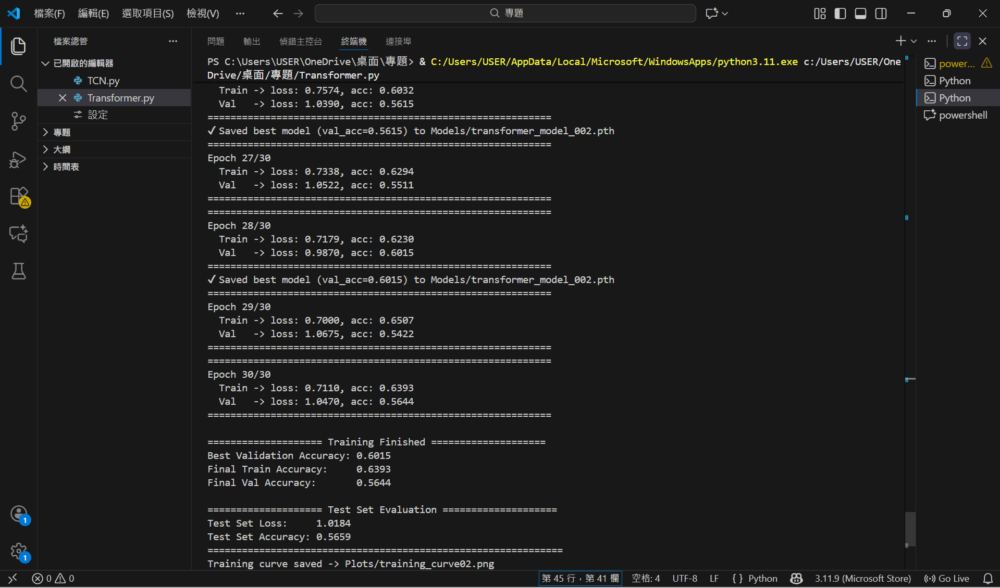 檔案(F) 編輯(E) 選取項目(S) 檢視(V) ··· 專題
檔案總管 ···
已開啟的編輯器
TCN.py
Transformer.py
設定
專題
大綱
時間表
問題 輸出 偵錯主控台 終端機 連接埠
PS C:\Users\USER\OneDrive\桌面\專題> & C:/Users/USER/AppData/Local/Microsoft/WindowsApps/python3.11.exe c:/Users/USER/One
Drive/桌面/專題/Transformer.py
Train -> loss: 0.7574, acc: 0.6032
Val   -> loss: 1.0390, acc: 0.5615
============================================================
✓ Saved best model (val_acc=0.5615) to Models/transformer_model_002.pth
============================================================
Epoch 27/30
Train -> loss: 0.7338, acc: 0.6294
Val   -> loss: 1.0522, acc: 0.5511
============================================================
============================================================
Epoch 28/30
Train -> loss: 0.7179, acc: 0.6230
Val   -> loss: 0.9870, acc: 0.6015
============================================================
✓ Saved best model (val_acc=0.6015) to Models/transformer_model_002.pth
============================================================
Epoch 29/30
Train -> loss: 0.7000, acc: 0.6507
Val   -> loss: 1.0675, acc: 0.5422
============================================================
============================================================
Epoch 30/30
Train -> loss: 0.7110, acc: 0.6393
Val   -> loss: 1.0470, acc: 0.5644
============================================================
==================== Training Finished ====================
Best Validation Accuracy: 0.6015
Final Train Accuracy:     0.6393
Final Val Accuracy:       0.5644
==================== Test Set Evaluation ====================
Test Set Loss:     1.0184
Test Set Accuracy: 0.5659
==============================================================
Training curve saved -> Plots/training_curve02.png
power...
Python
Python
powershell
1
1
0 0 第 45 行，第 41 欄 空格: 4 UTF-8 LF { } Python 3.11.9 (Microsoft Store) Go Live